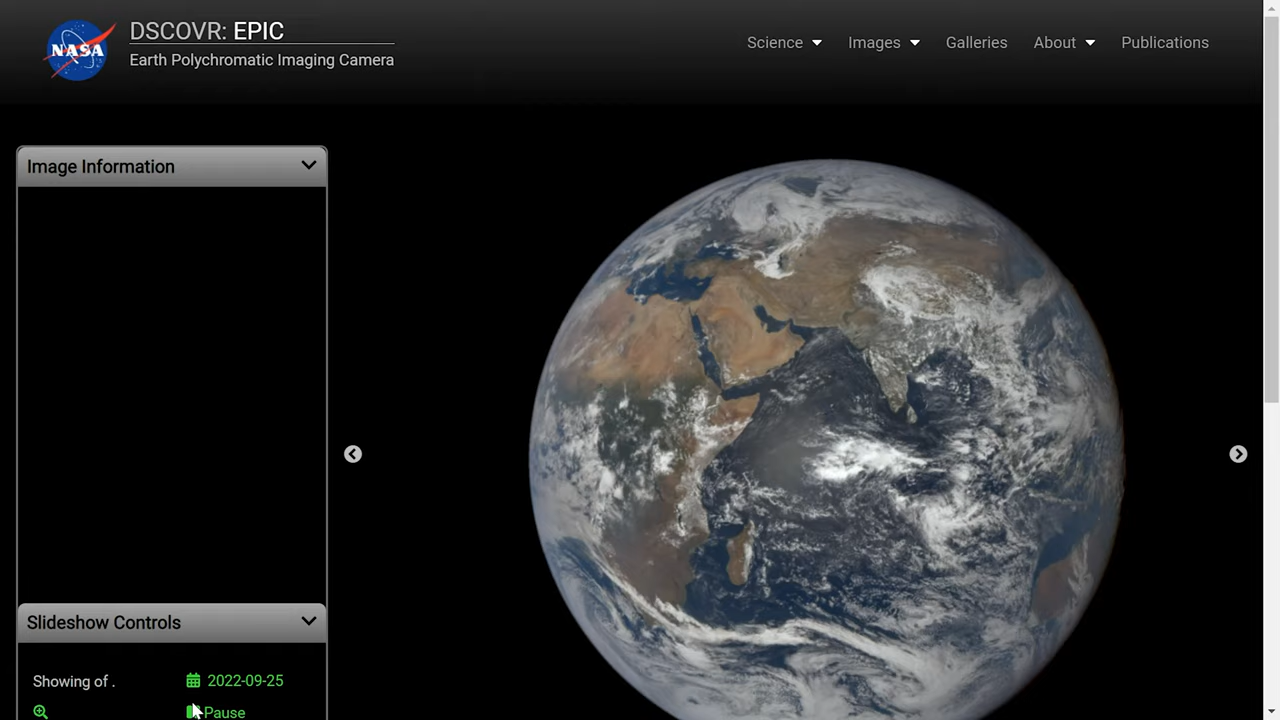 NASA
DSCOVR: EPIC
Earth Polychromatic Imaging Camera
Science Images Galleries About Publications
Image Information
Slideshow Controls
Showing of . 2022-09-25
Pause